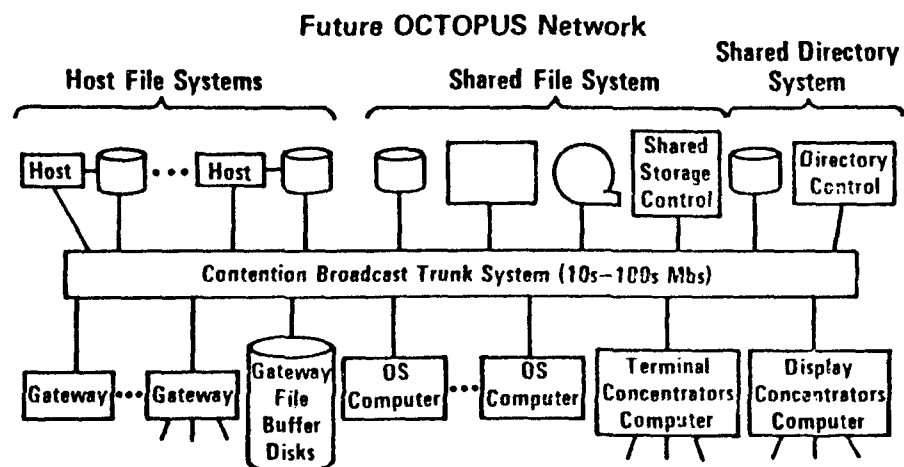 Future OCTOPUS Network
Host File Systems
Shared File System
Shared Directory
System
Host
Host
Shared
Storage
Control
Directory
Control
Contention Broadcast Trunk System (10s–100s Mbs)
Gateway
Gateway
Gateway
File
Buffer
Disks
OS
Computer
OS
Computer
Terminal
Concentrators
Computer
Display
Concentrators
Computer